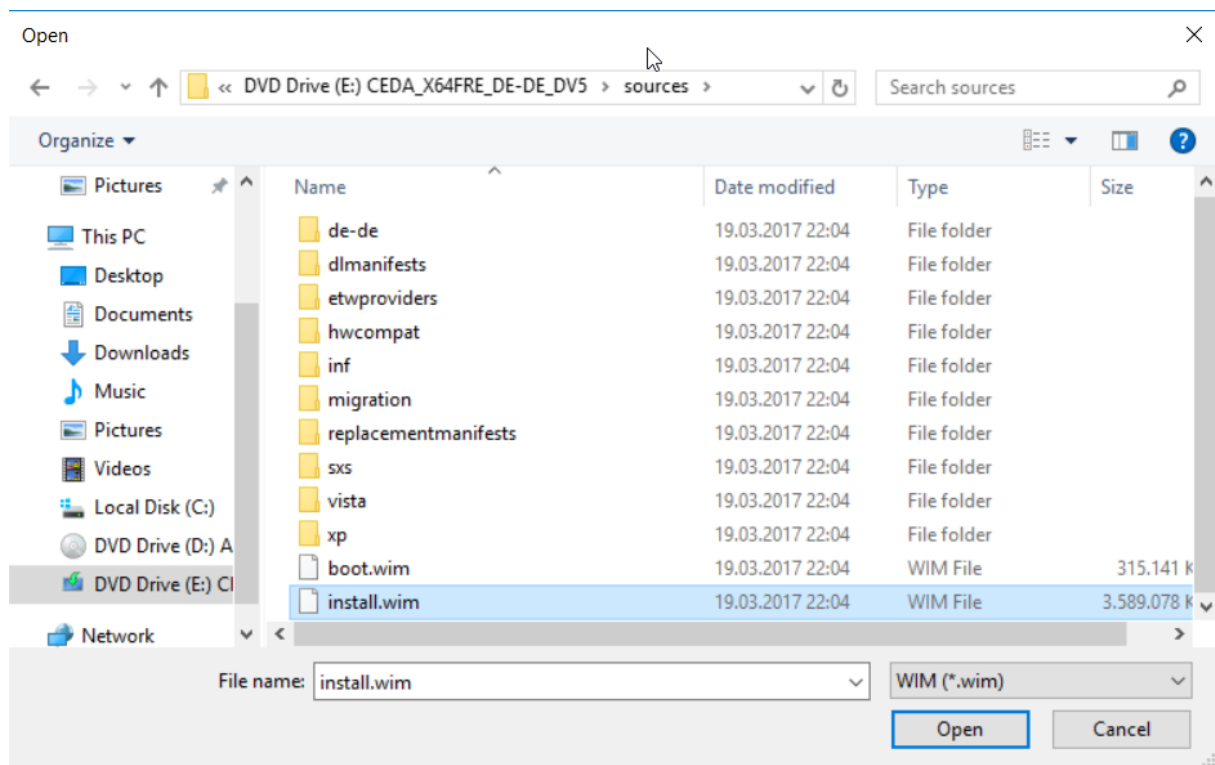 Open
« DVD Drive (E:) CEDA_X64FRE_DE-DE_DV5 > sources >
Search sources
Organize
Name Date modified Type Size
Pictures
This PC
Desktop
Documents
Downloads
Music
Pictures
Videos
Local Disk (C:)
DVD Drive (D:) A
DVD Drive (E:) CI
Network
de-de 19.03.2017 22:04 File folder
dlmanifests 19.03.2017 22:04 File folder
etwproviders 19.03.2017 22:04 File folder
hwcompat 19.03.2017 22:04 File folder
inf 19.03.2017 22:04 File folder
migration 19.03.2017 22:04 File folder
replacementmanifests 19.03.2017 22:04 File folder
sxs 19.03.2017 22:04 File folder
vista 19.03.2017 22:04 File folder
xp 19.03.2017 22:04 File folder
boot.wim 19.03.2017 22:04 WIM File 315.141 K
install.wim 19.03.2017 22:04 WIM File 3.589.078 K
File name: install.wim WIM (*.wim)
Open Cancel